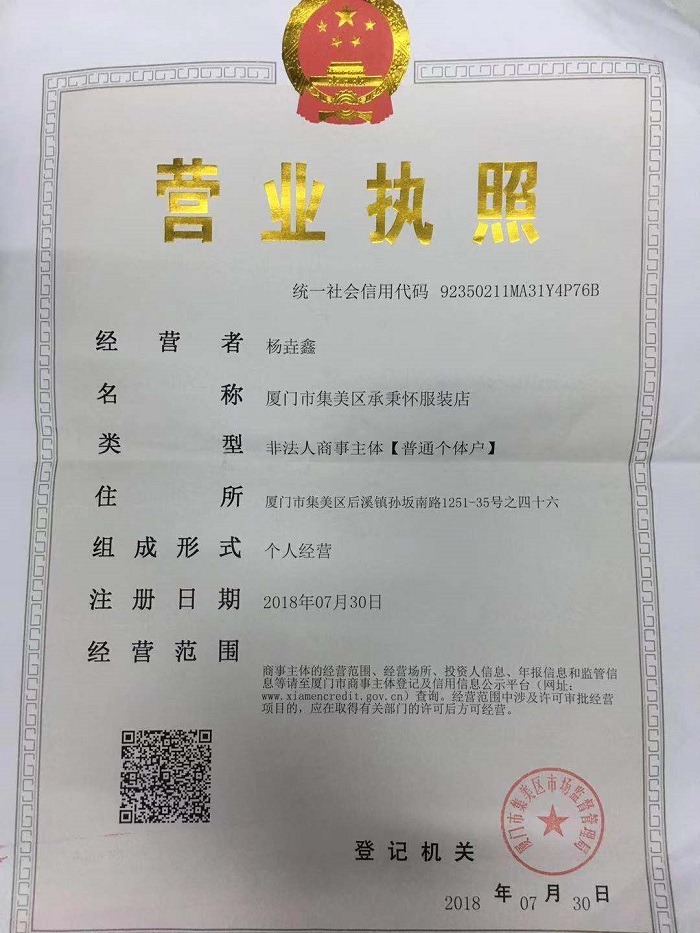 营业执照
统一社会信用代码 92350211MA31Y4P76B
经营者 杨垚鑫
名称 厦门市集美区承秉怀服装店
类型 非法人商事主体【普通个体户】
住所 厦门市集美区后溪镇孙坂南路1251-35号之四十六
组成形式 个人经营
注册日期 2018年07月30日
经营范围
商事主体的经营范围、经营场所、投资人信息、年报信息和监管信
息等请至厦门市商事主体登记及信用信息公示平台（网址：
www.xiamencredit.gov.cn）查询。经营范围中涉及许可审批经营
项目的，应在取得有关部门的许可后方可经营。
厦门市集美区市场监督管理局
登记机关
2018 年 07 月 30 日